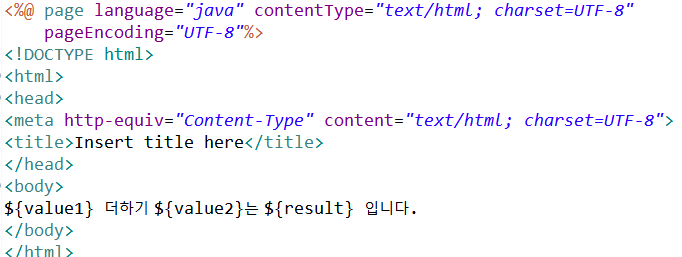 <%@ page language="java" contentType="text/html; charset=UTF-8"
    pageEncoding="UTF-8"%>
<!DOCTYPE html>
<html>
<head>
<meta http-equiv="Content-Type" content="text/html; charset=UTF-8">
<title>Insert title here</title>
</head>
<body>
${value1} 더하기 ${value2}는 ${result} 입니다.
</body>
</html>